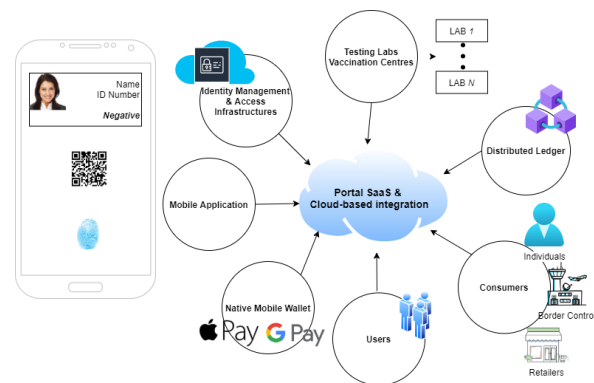 Name
ID Number
Negative
Identity Management
& Access
Infrastructures
Testing Labs
Vaccination Centres
LAB 1
LAB N
Distributed Ledger
Mobile Application
Portal SaaS &
Cloud-based integration
Individuals
Consumers
Border Contro
Retailers
Native Mobile Wallet
Pay G Pay
Users